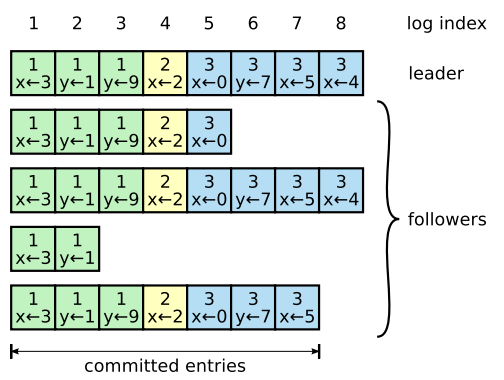 1 2 3 4 5 6 7 8 log index
1 1 1 2 3 3 3 3
x←3 y←1 y←9 x←2 x←0 y←7 x←5 x←4
leader
1 1 1 2 3
x←3 y←1 y←9 x←2 x←0
1 1 1 2 3 3 3 3
x←3 y←1 y←9 x←2 x←0 y←7 x←5 x←4
followers
1 1
x←3 y←1
1 1 1 2 3 3 3
x←3 y←1 y←9 x←2 x←0 y←7 x←5
committed entries